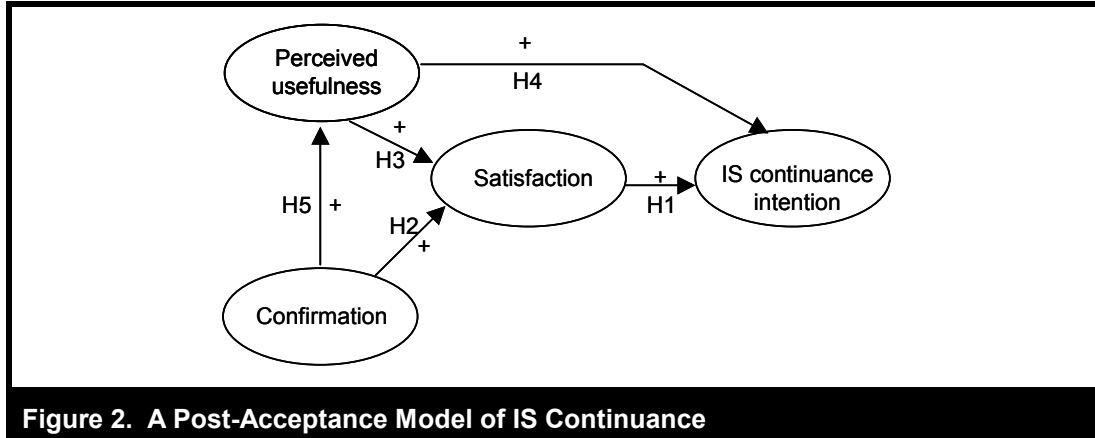 Perceived
usefulness
+
H4
+
H3
Satisfaction
+
H1
IS continuance
intention
H5 +
H2
+
Confirmation
Figure 2. A Post-Acceptance Model of IS Continuance